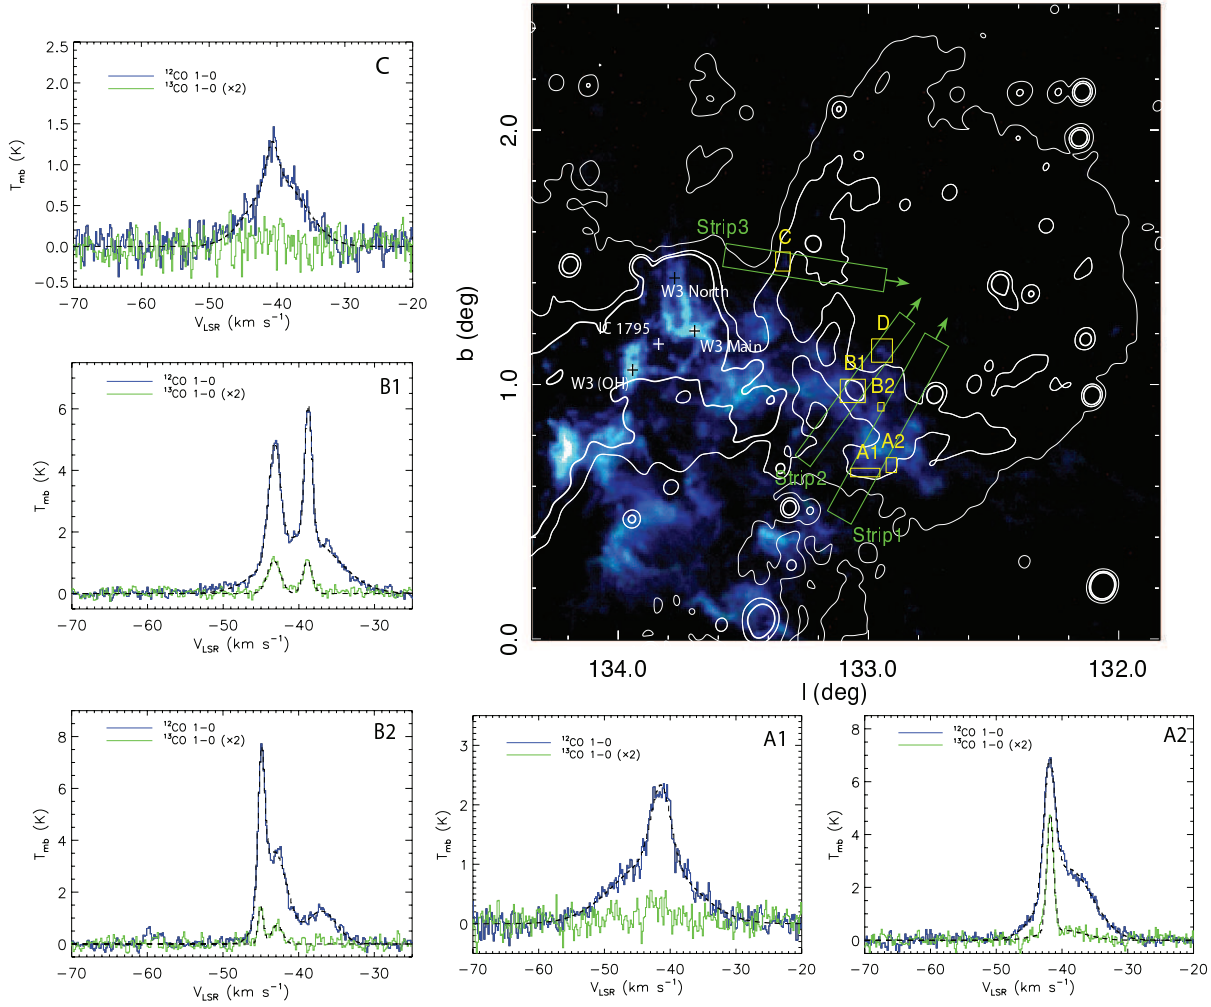 C
¹²CO 1−0
¹³CO 1−0 (×2)
2.5
2.0
1.5
1.0
0.5
0.0
−0.5
T_mb (K)
−70 −60 −50 −40 −30 −20
V_LSR (km s⁻¹)
B1
¹²CO 1−0
¹³CO 1−0 (×2)
6
4
2
0
T_mb (K)
−70 −60 −50 −40 −30
V_LSR (km s⁻¹)
2.0
1.0
0.0
b (deg)
134.0 133.0 132.0
l (deg)
Strip3
C
W3 North
IC 1795
W3 Main
W3 (OH)
D
B1
B2
A2
A1
Strip2
Strip1
B2
¹²CO 1−0
¹³CO 1−0 (×2)
8
6
4
2
0
T_mb (K)
−70 −60 −50 −40 −30 −20
V_LSR (km s⁻¹)
A1
¹²CO 1−0
¹³CO 1−0 (×2)
3
2
1
0
T_mb (K)
−70 −60 −50 −40 −30 −20
V_LSR (km s⁻¹)
A2
¹²CO 1−0
¹³CO 1−0 (×2)
8
6
4
2
0
T_mb (K)
−70 −60 −50 −40 −30 −20
V_LSR (km s⁻¹)